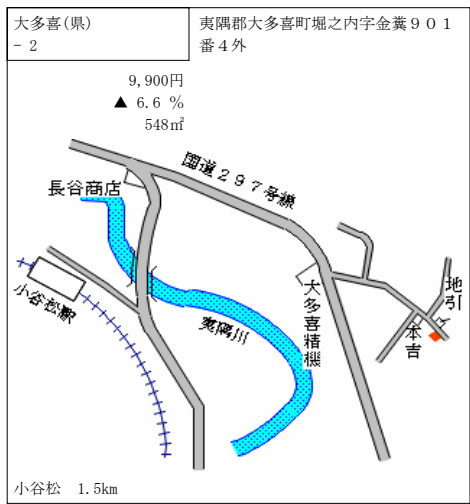 大多喜(県)
- 2
夷隅郡大多喜町堀之内字金糞９０１
番４外
9,900円
▲ 6.6 %
548㎡
国道２９７号線
長谷商店
小谷松駅
夷隅川
大多喜精機
地引
本吉
小谷松　1.5km